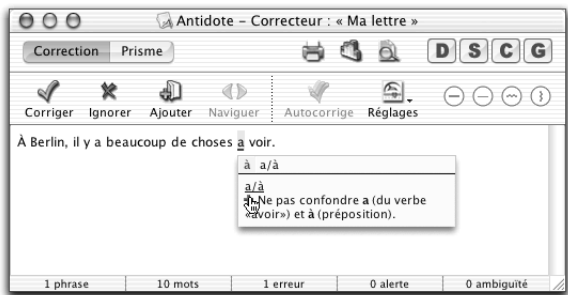 Antidote – Correcteur : « Ma lettre »
Correction Prisme D S C G
Corriger Ignorer Ajouter Naviguer Autocorrige Réglages
À Berlin, il y a beaucoup de choses a voir.
à a/à
a/à
Ne pas confondre a (du verbe
«avoir») et à (préposition).
1 phrase 10 mots 1 erreur 0 alerte 0 ambiguïté